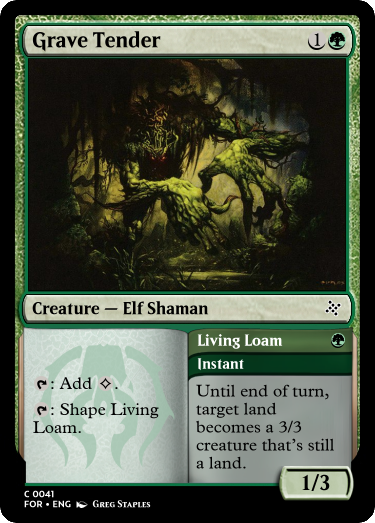 Grave Tender 1
Creature — Elf Shaman
: Add .
: Shape Living
Loam.
Living Loam
Instant
Until end of turn,
target land
becomes a 3/3
creature that's still
a land.
1/3
C 0041
FOR • ENG Greg Staples